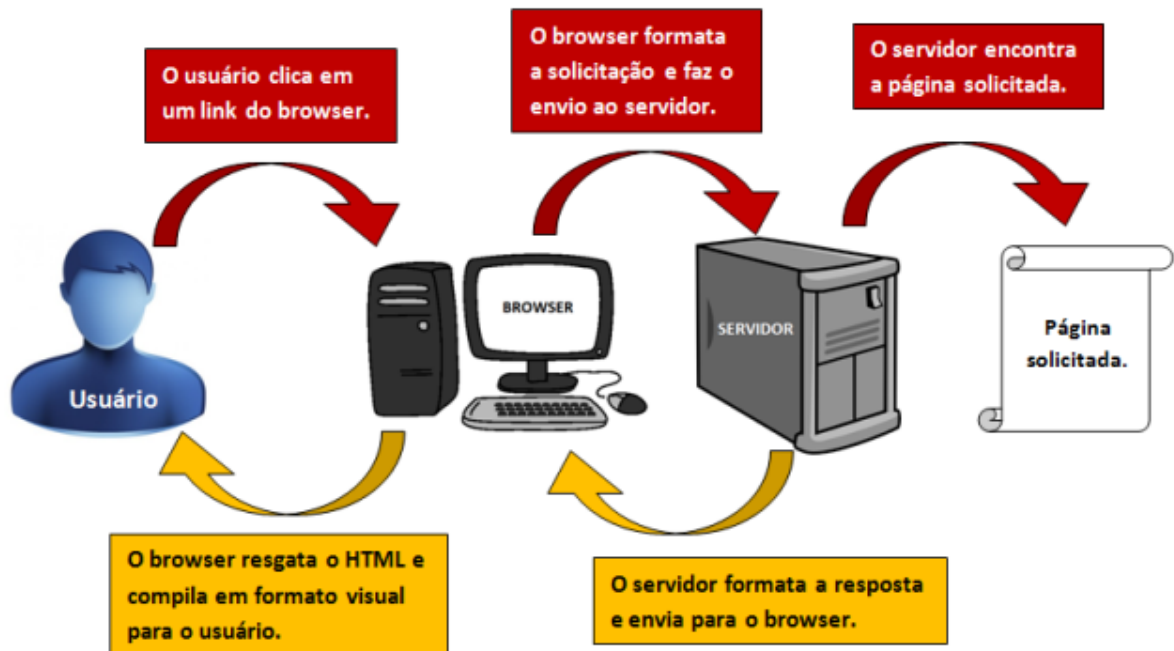 O usuário clica em
um link do browser.
O browser formata
a solicitação e faz o
envio ao servidor.
O servidor encontra
a página solicitada.
Usuário
BROWSER
SERVIDOR
Página
solicitada.
O browser resgata o HTML e
compila em formato visual
para o usuário.
O servidor formata a resposta
e envia para o browser.